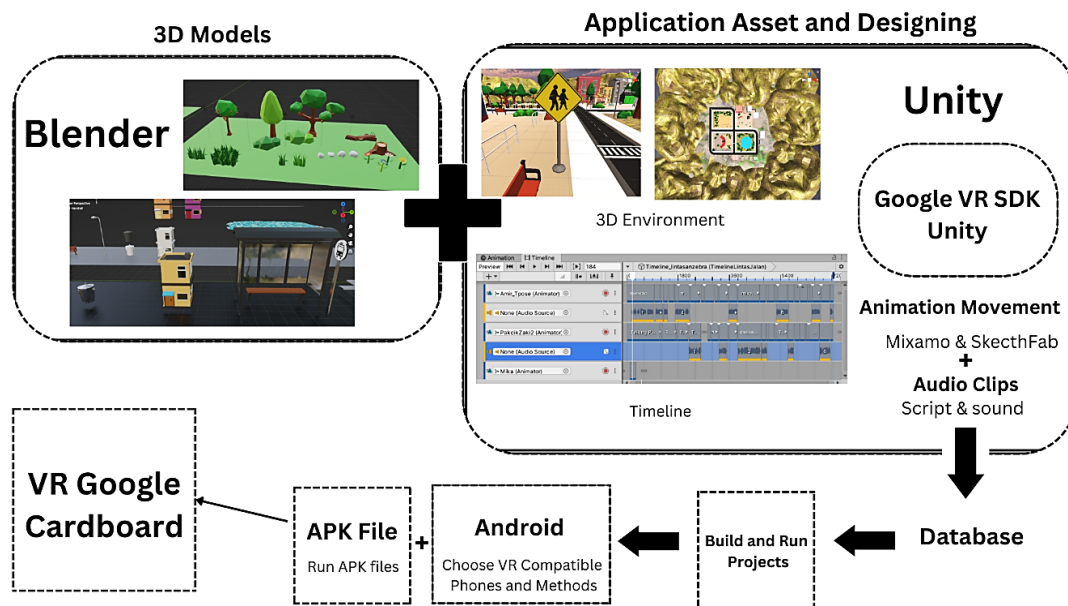 3D Models
Application Asset and Designing
Blender
Unity
Google VR SDK
Unity
3D Environment
Animation
Timeline
Preview
184
Timeline_lintasanzebra (TimelineLintasJalan)
Amir_Tpose (Animator)
None (Audio Source)
PakcikZaki2 (Animator)
None (Audio Source)
Mika (Animator)
Timeline
Animation Movement
Mixamo & SkecthFab
+
Audio Clips
Script & sound
VR Google
Cardboard
APK File
Run APK files
+
Android
Choose VR Compatible
Phones and Methods
Build and Run
Projects
Database